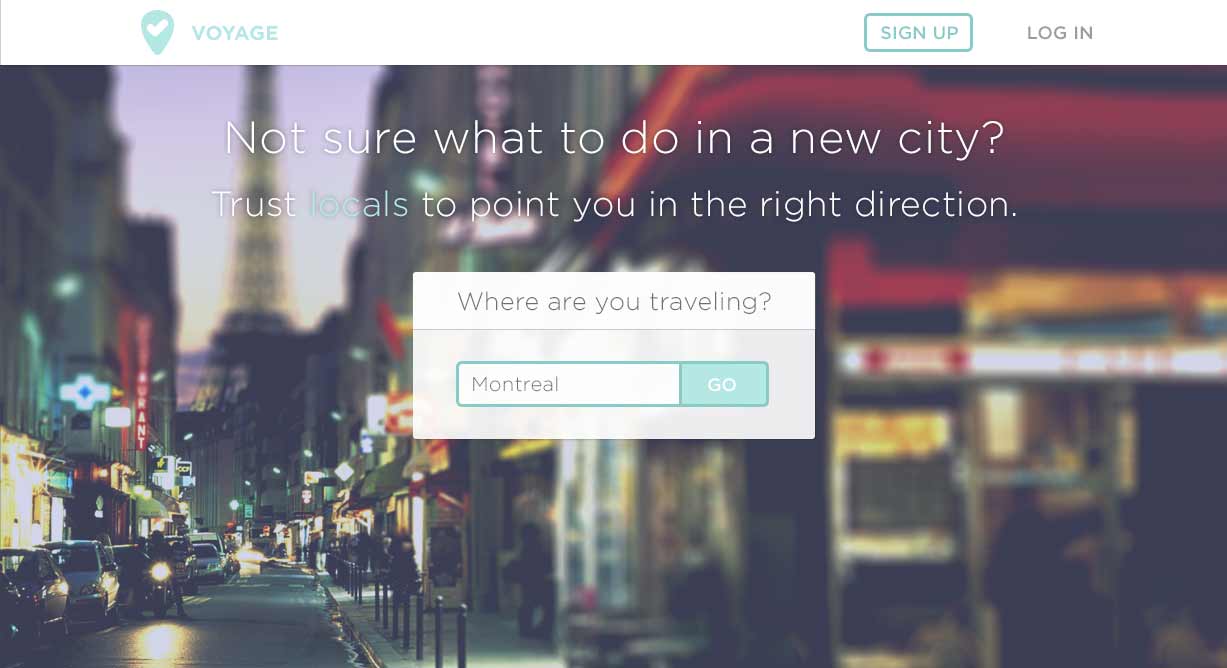 VOYAGE
SIGN UP
LOG IN
Not sure what to do in a new city?
Trust locals to point you in the right direction.
Where are you traveling?
Montreal
GO
RESTAURANT